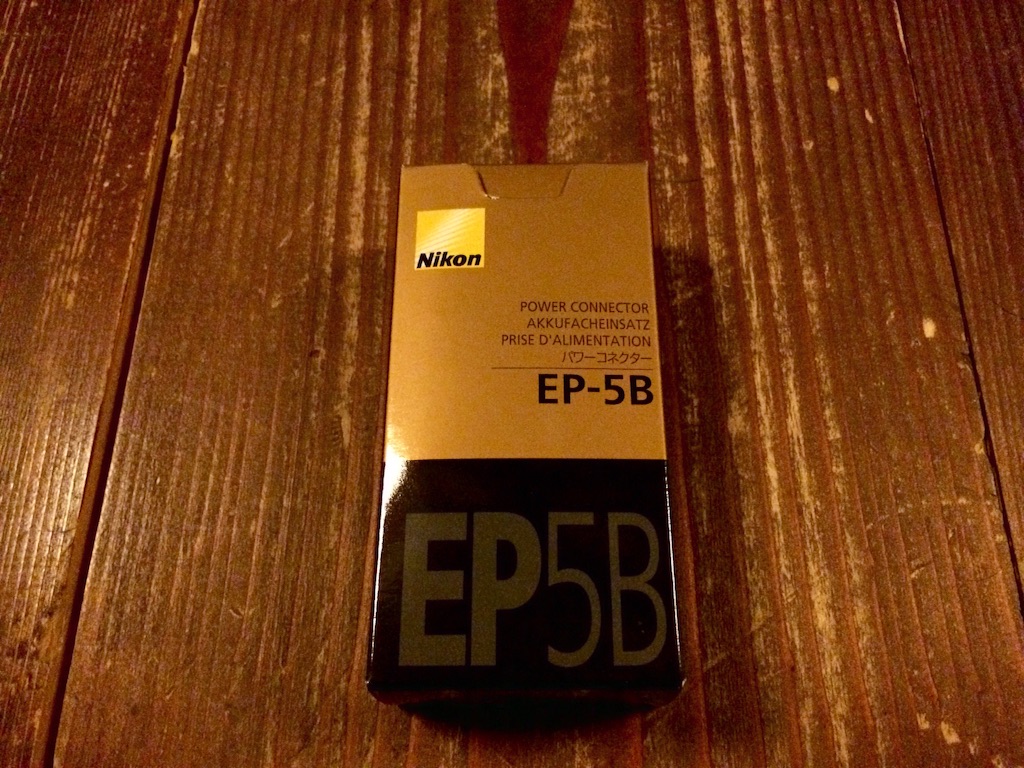 Nikon
POWER CONNECTOR
AKKUFACHEINSATZ
PRISE D'ALIMENTATION
パワーコネクター
EP-5B
EP5B